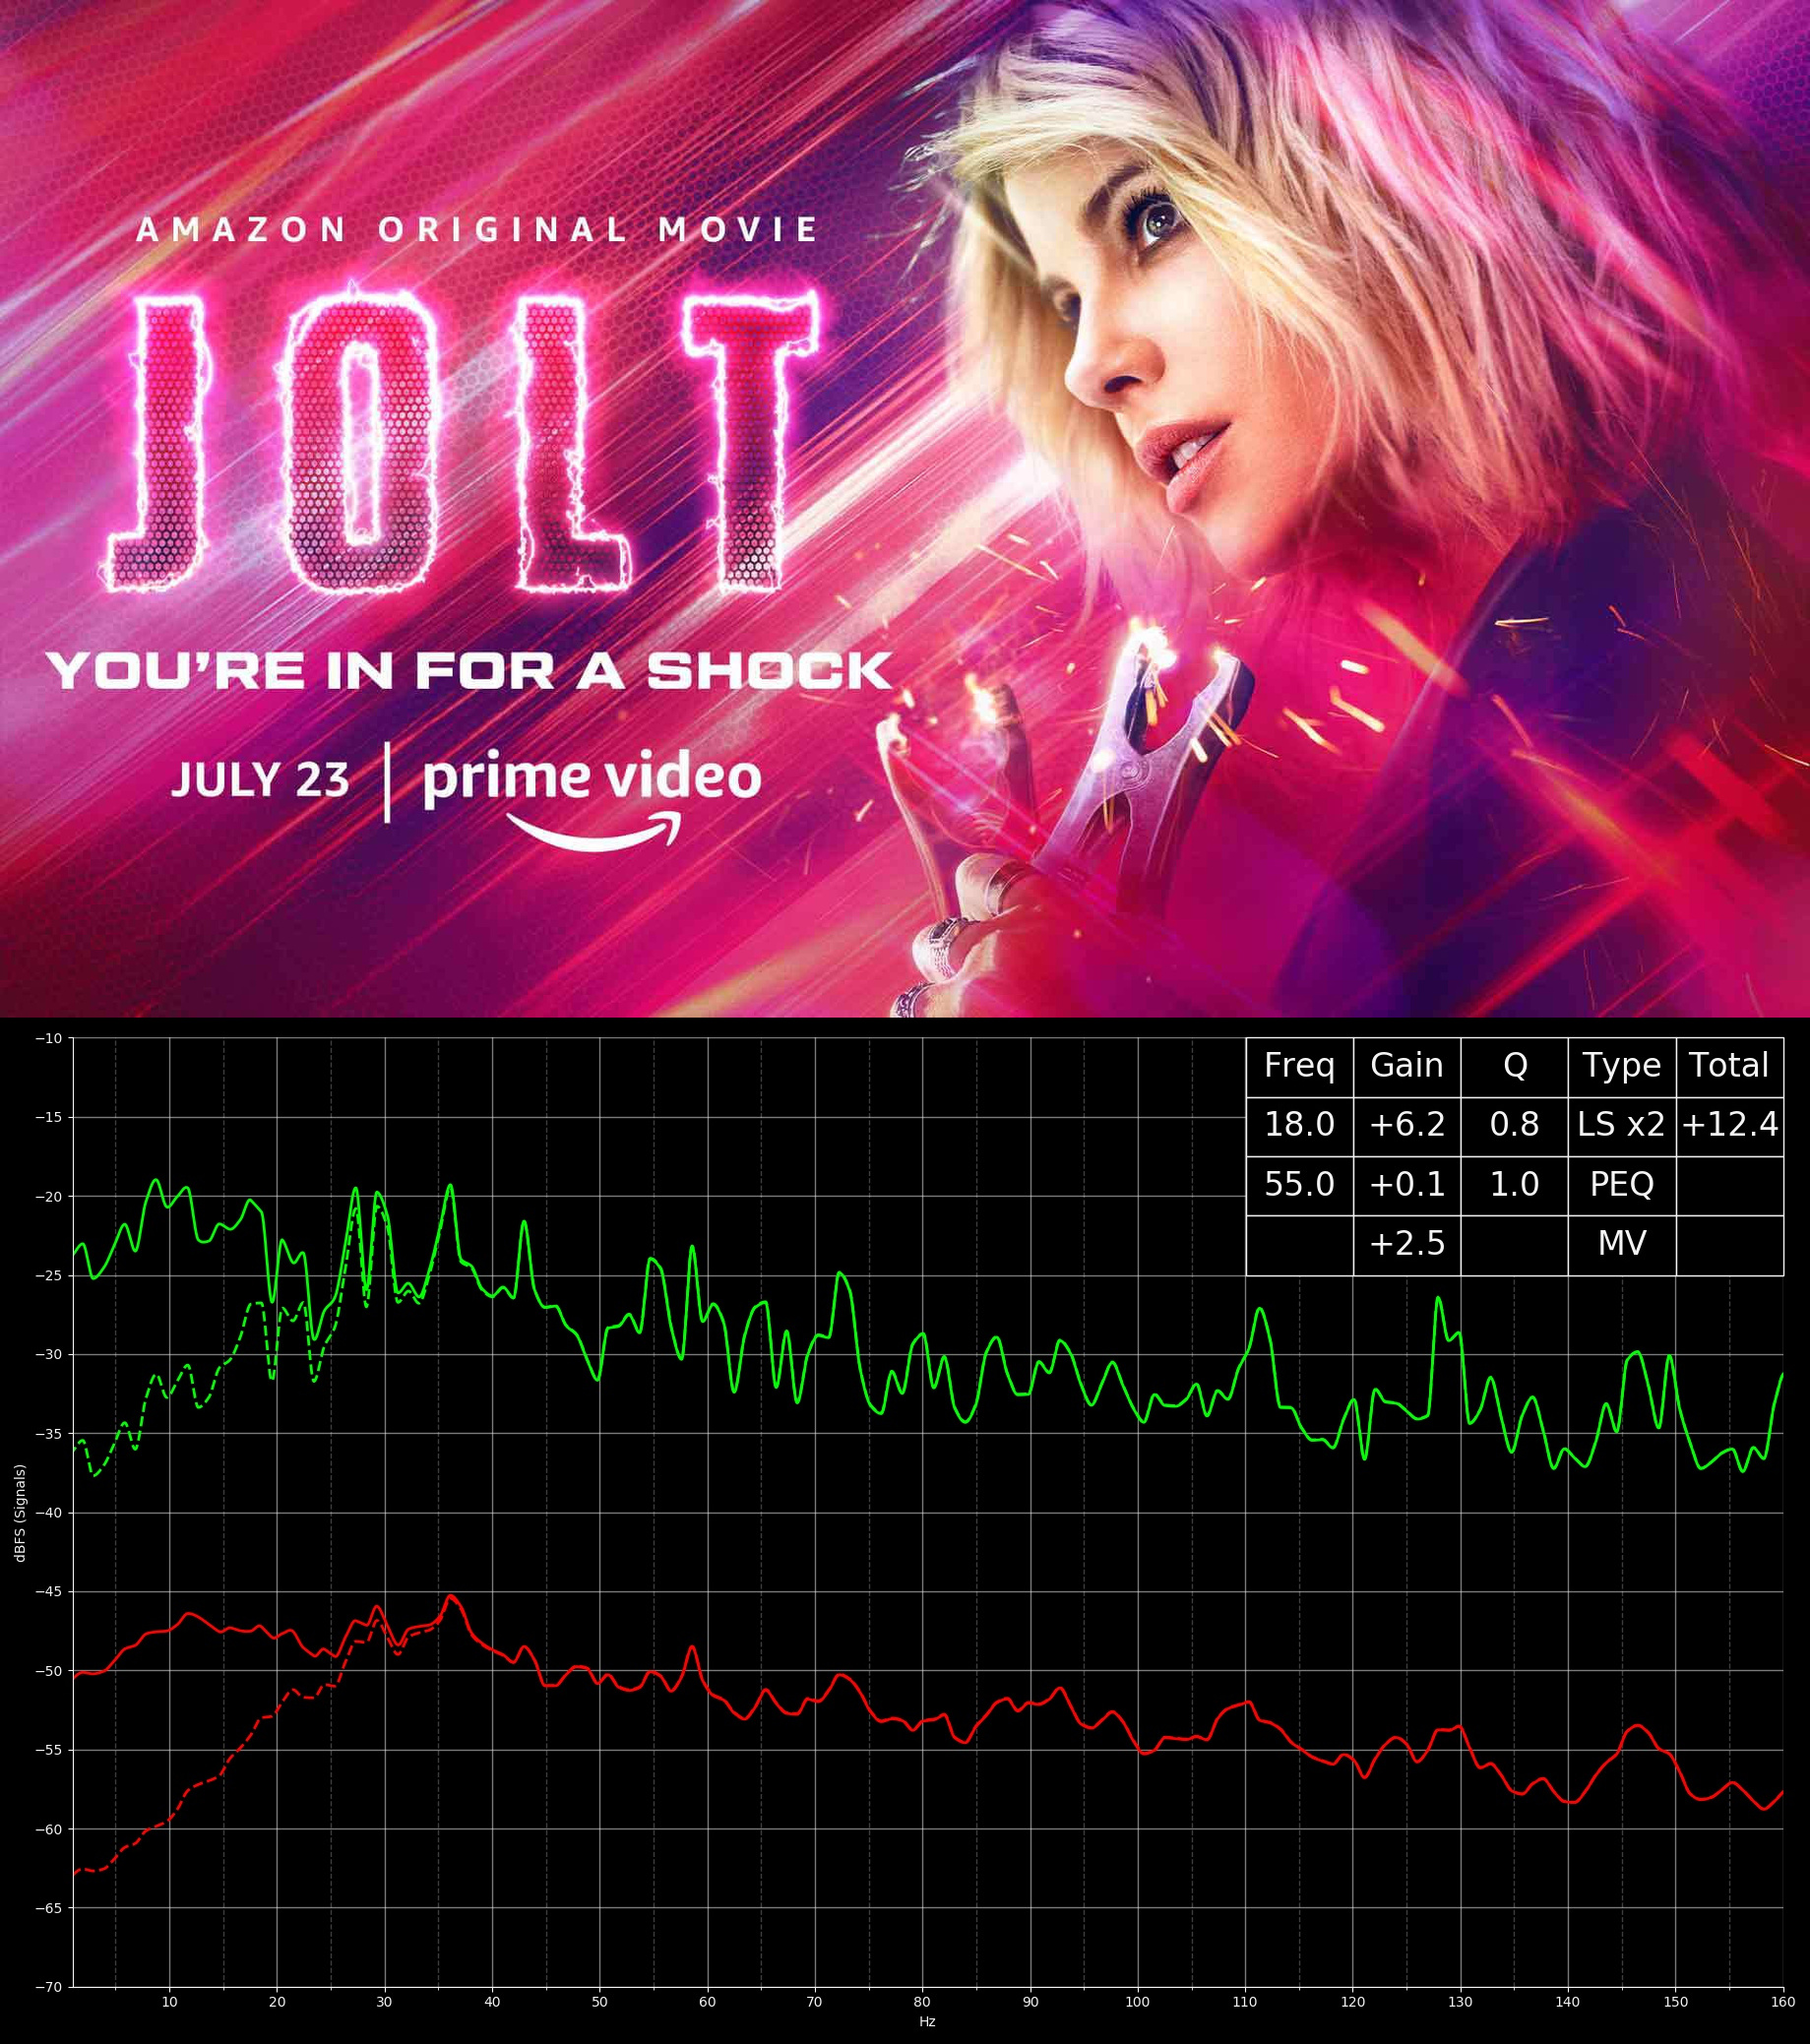 AMAZON ORIGINAL MOVIE
JOLT
YOU'RE IN FOR A SHOCK
JULY 23 | prime video
Freq Gain Q Type Total
18.0 +6.2 0.8 LS x2 +12.4
55.0 +0.1 1.0 PEQ
+2.5 MV
−10
−15
−20
−25
−30
−35
−40
−45
−50
−55
−60
−65
−70
dBFS (Signals)
10 20 30 40 50 60 70 80 90 100 110 120 130 140 150 160
Hz